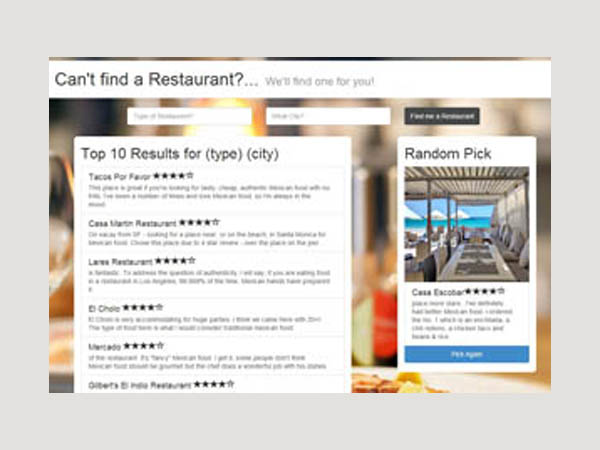 Can't find a Restaurant?... We'll find one for you!
Type of Restaurant? What City? Find me a Restaurant
Top 10 Results for (type) (city)
Tacos Por Favor ★★★★☆
This place is great if you're looking for tasty, cheap, authentic Mexican food with no
frills. I've been a number of times and love Mexican food, so I'm always in the
mood
Casa Martin Restaurant ★★★★☆
On vacay from SF - looking for a place near or on the beach, in Santa Monica for
Mexican food. Chose this place due to 4 star review - over the place on the pier
Lares Restaurant ★★★★☆
is fantastic. To address the question of authenticity, I will say, if you are eating food
in a restaurant in Los Angeles, 99.999% of the time, Mexican hands have prepared
it
El Cholo ★★★★☆
El Cholo is very accommodating for huge parties. I think we came here with 20+!
The type of food here is what I would consider traditional mexican food
Mercado ★★★★☆
of the restaurant. It's "fancy" Mexican food. I get it, some people don't think
Mexican food should be gourmet but the chef does a wonderful job with his dishes
Gilbert's El Indio Restaurant ★★★★☆
Random Pick
Casa Escobar ★★★★☆
place more stars. I've definitely
had better Mexican food. I ordered
the no. 1 which is an enchilada, a
chili relleno, a chicken taco and
beans & rice
Pick Again